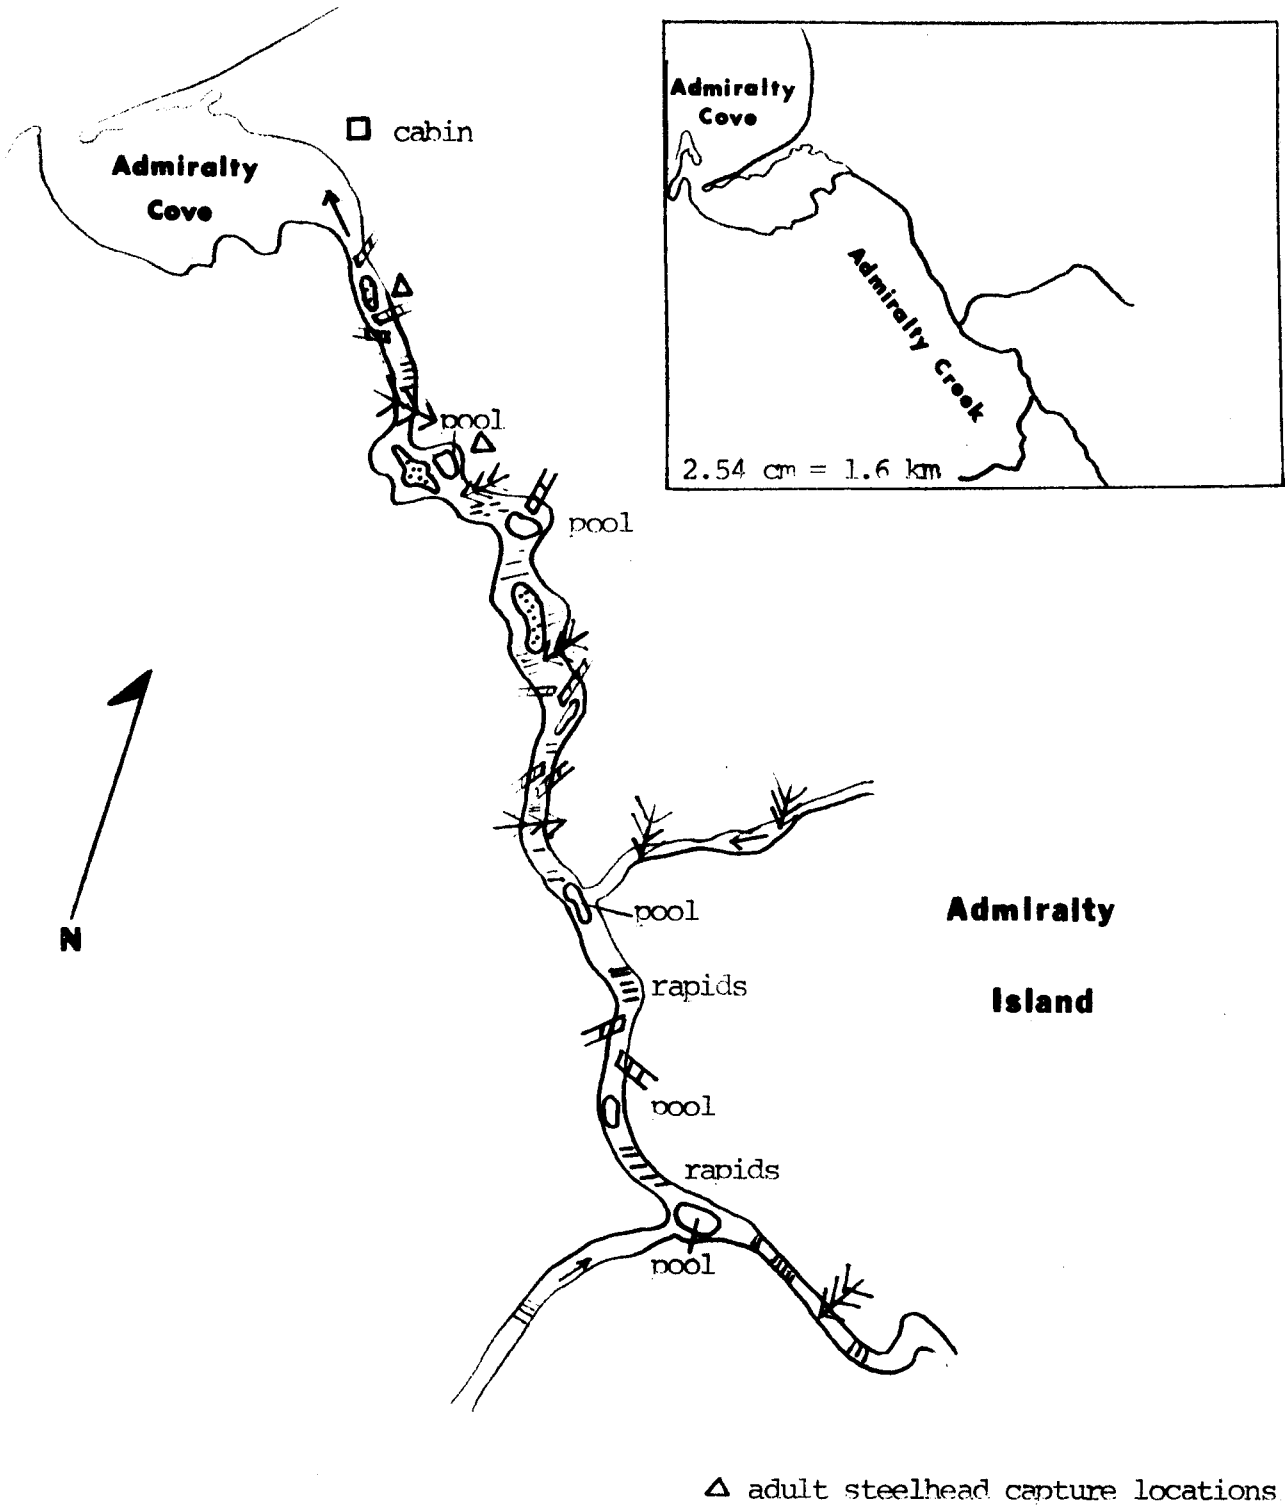 cabin
Admiralty
Cove
Admiralty
Cove
Admiralty Creek
2.54 cm = 1.6 km
pool
pool
N
pool
Admiralty
Island
rapids
pool
rapids
pool
△ adult steelhead capture locations